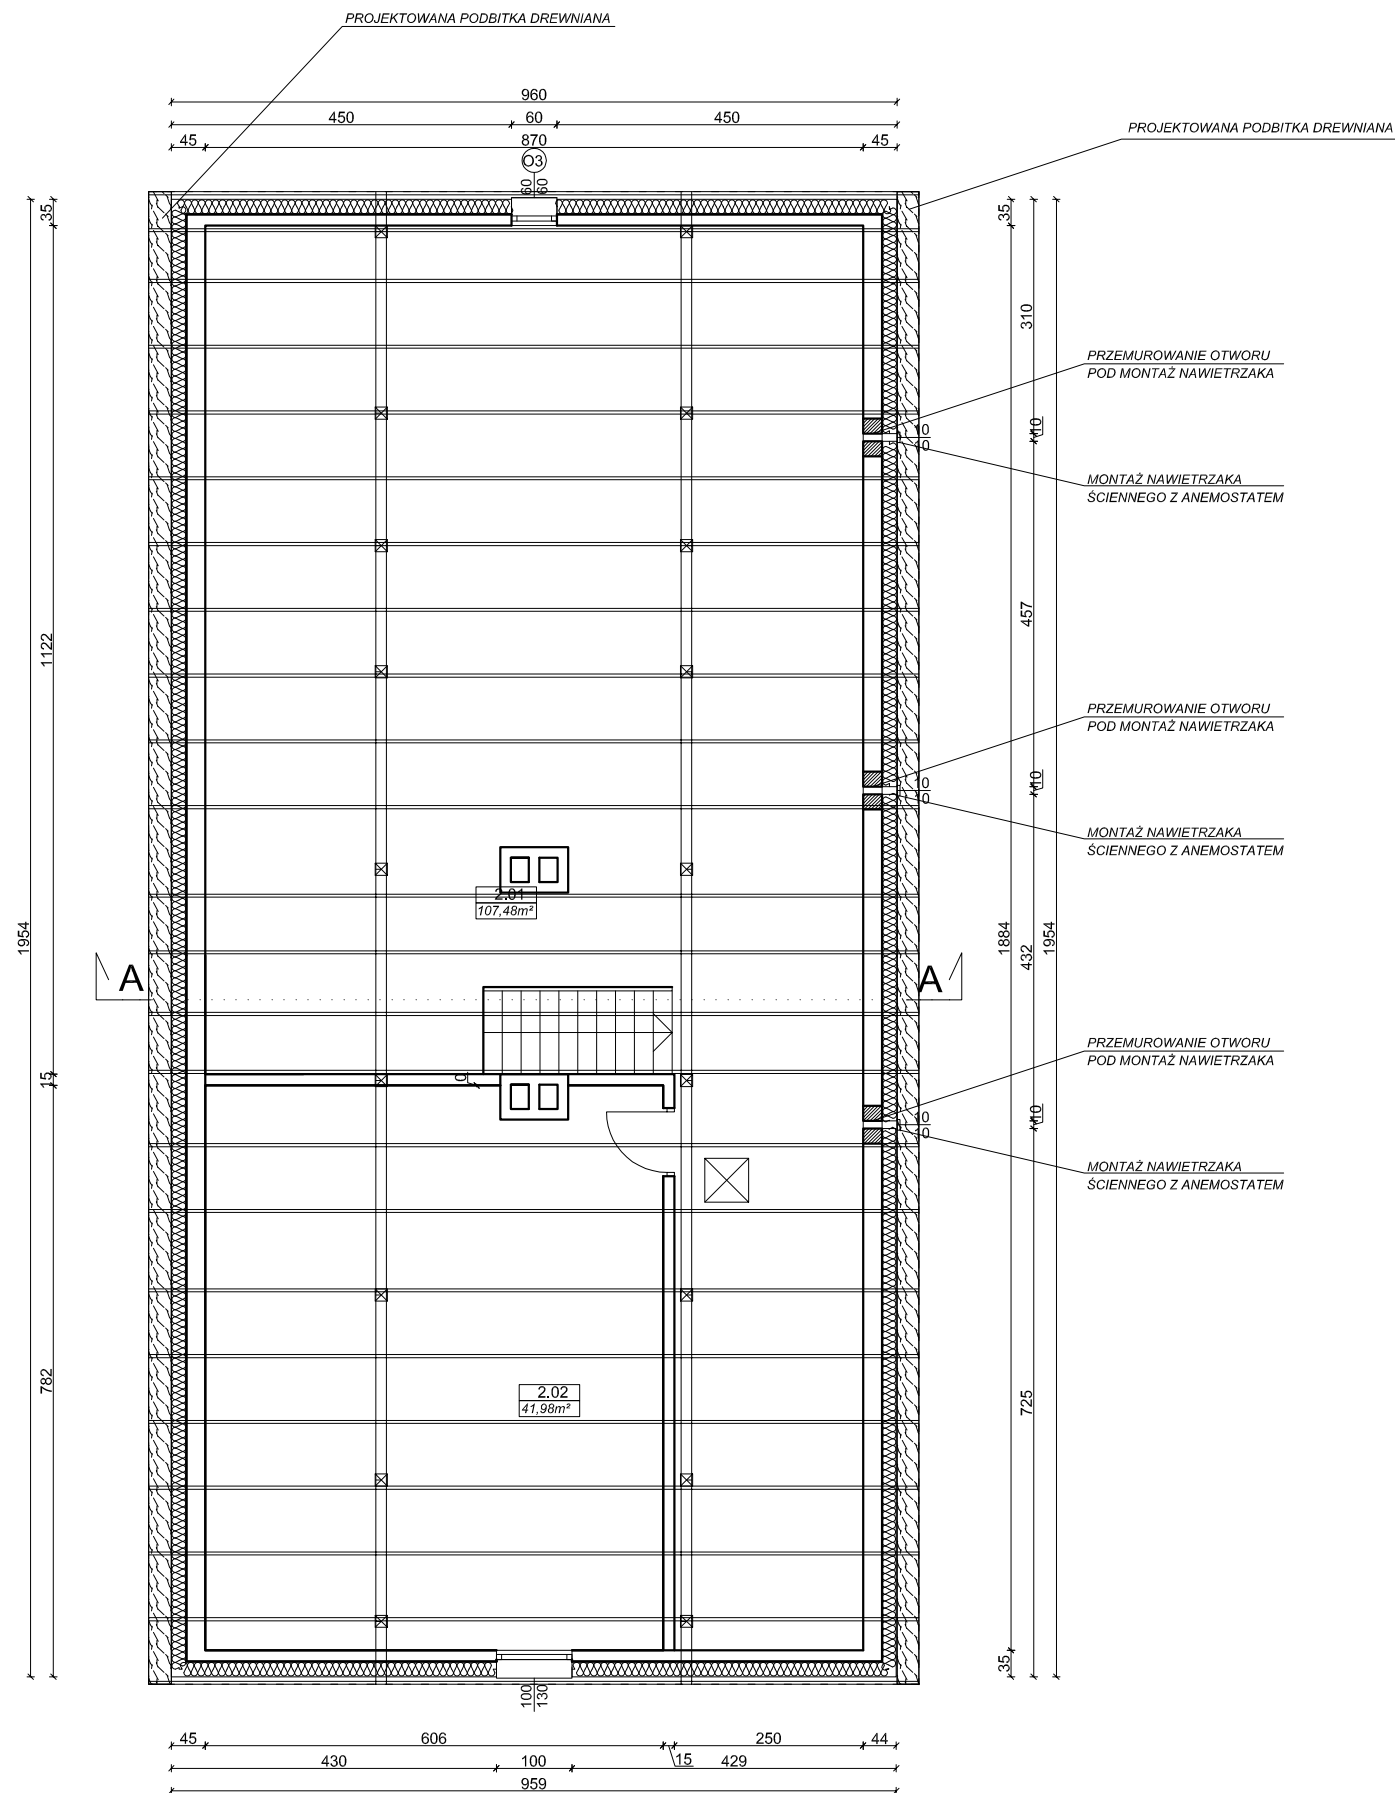 PROJEKTOWANA PODBITKA DREWNIANA
960
450
60
450
PROJEKTOWANA PODBITKA DREWNIANA
45
870
45
O3
60
60
35
35
310
PRZEMUROWANIE OTWORU
POD MONTAŻ NAWIETRZAKA
10
10
10
MONTAŻ NAWIETRZAKA
ŚCIENNEGO Z ANEMOSTATEM
1122
457
PRZEMUROWANIE OTWORU
POD MONTAŻ NAWIETRZAKA
10
10
10
MONTAŻ NAWIETRZAKA
ŚCIENNEGO Z ANEMOSTATEM
2.01
107,48m²
1954
1884
432
1954
A
A
PRZEMUROWANIE OTWORU
POD MONTAŻ NAWIETRZAKA
15
10
10
10
MONTAŻ NAWIETRZAKA
ŚCIENNEGO Z ANEMOSTATEM
782
2.02
41,98m²
725
35
100
130
45
606
15
250
44
430
100
429
959